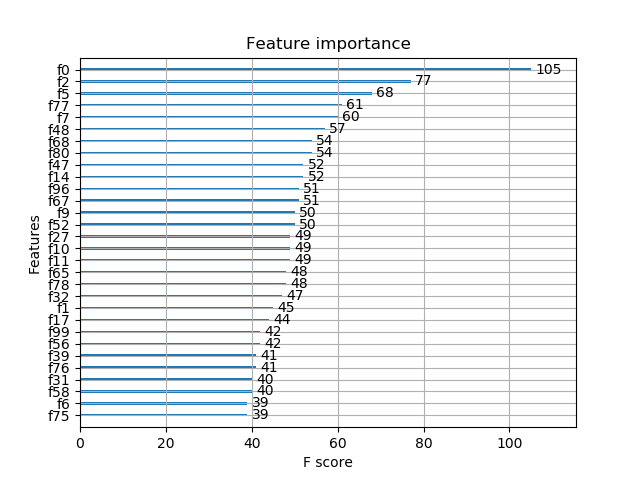 Feature importance
f0 105
f2 77
f5 68
f77 61
f7 60
f48 57
f68 54
f80 54
f47 52
f14 52
f96 51
f67 51
f9 50
f52 50
f27 49
f10 49
f11 49
f65 48
f78 48
f32 47
f1 45
f17 44
f99 42
f56 42
f39 41
f76 41
f31 40
f58 40
f6 39
f75 39
Features
0 20 40 60 80 100
F score